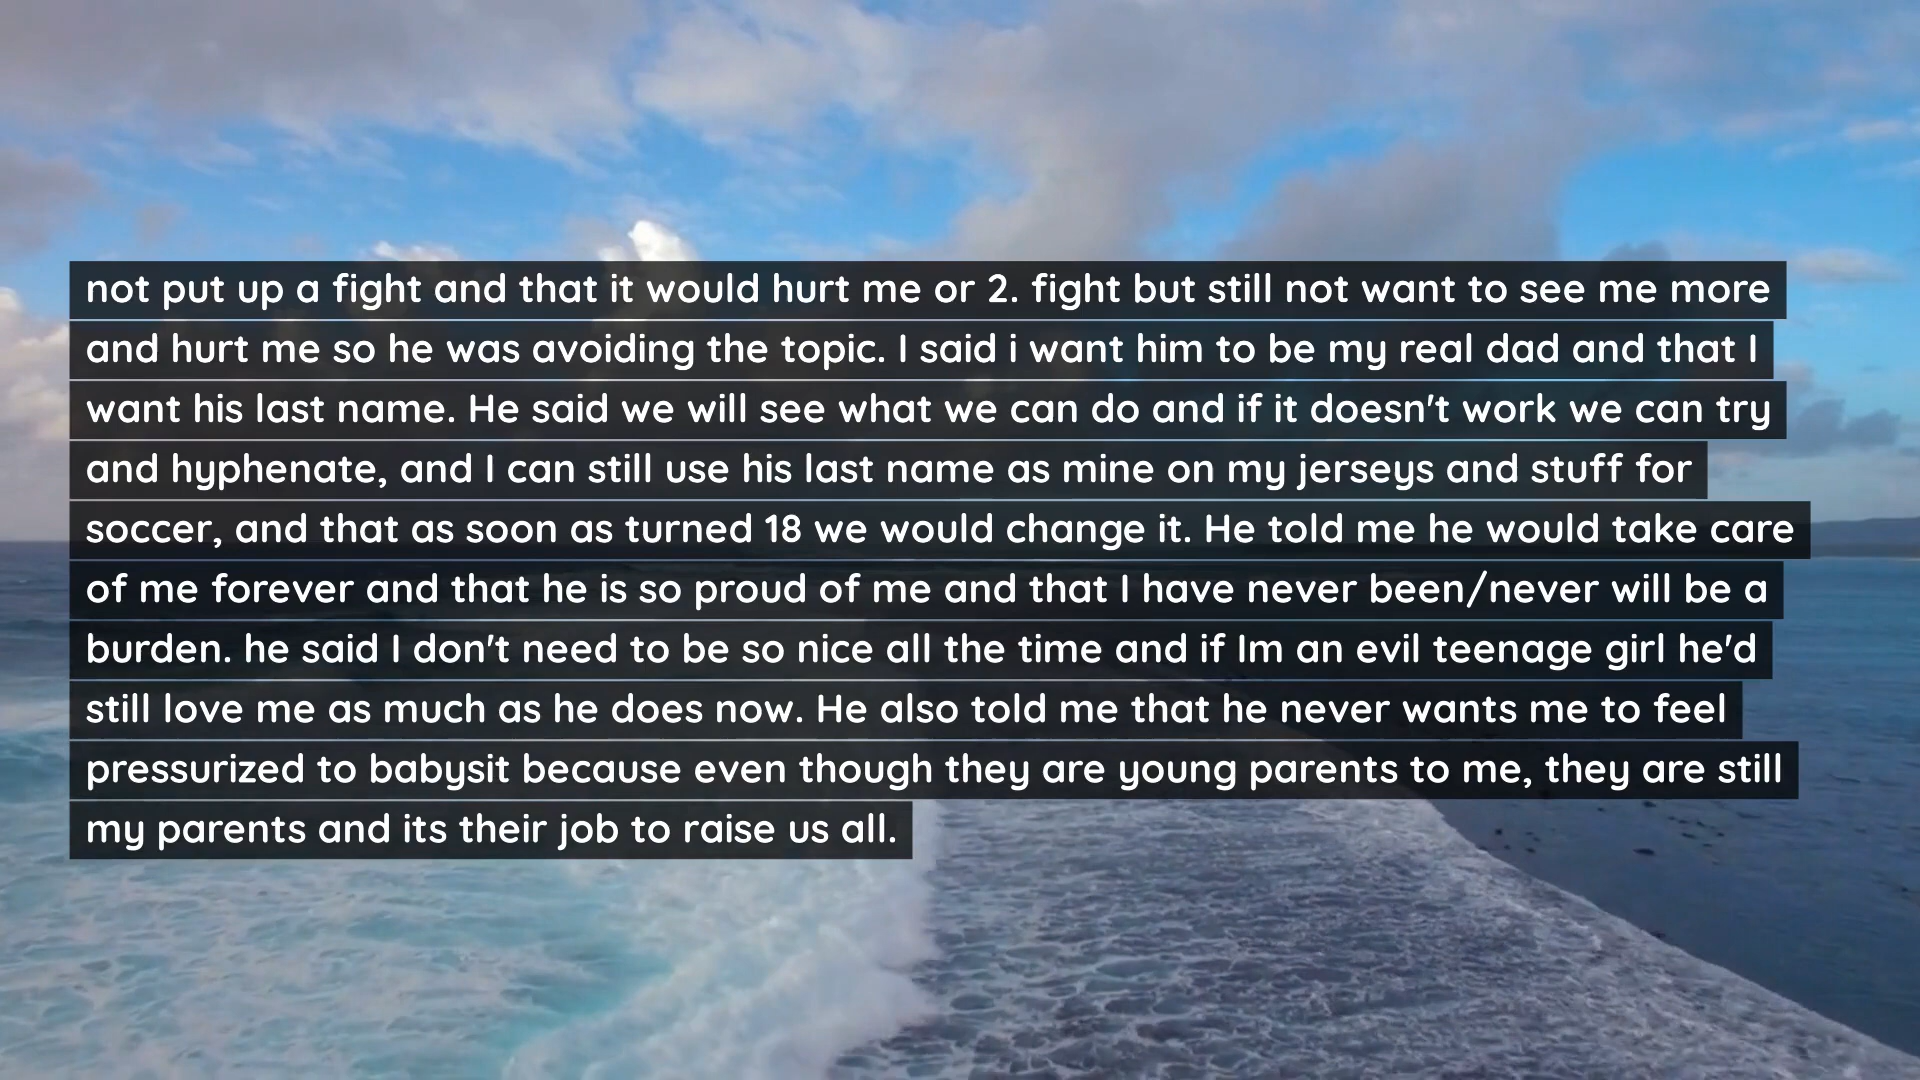 not put up a fight and that it would hurt me or 2. fight but still not want to see me more
and hurt me so he was avoiding the topic. I said i want him to be my real dad and that I
want his last name. He said we will see what we can do and if it doesn't work we can try
and hyphenate, and I can still use his last name as mine on my jerseys and stuff for
soccer, and that as soon as turned 18 we would change it. He told me he would take care
of me forever and that he is so proud of me and that I have never been/never will be a
burden. he said I don't need to be so nice all the time and if Im an evil teenage girl he'd
still love me as much as he does now. He also told me that he never wants me to feel
pressurized to babysit because even though they are young parents to me, they are still
my parents and its their job to raise us all.